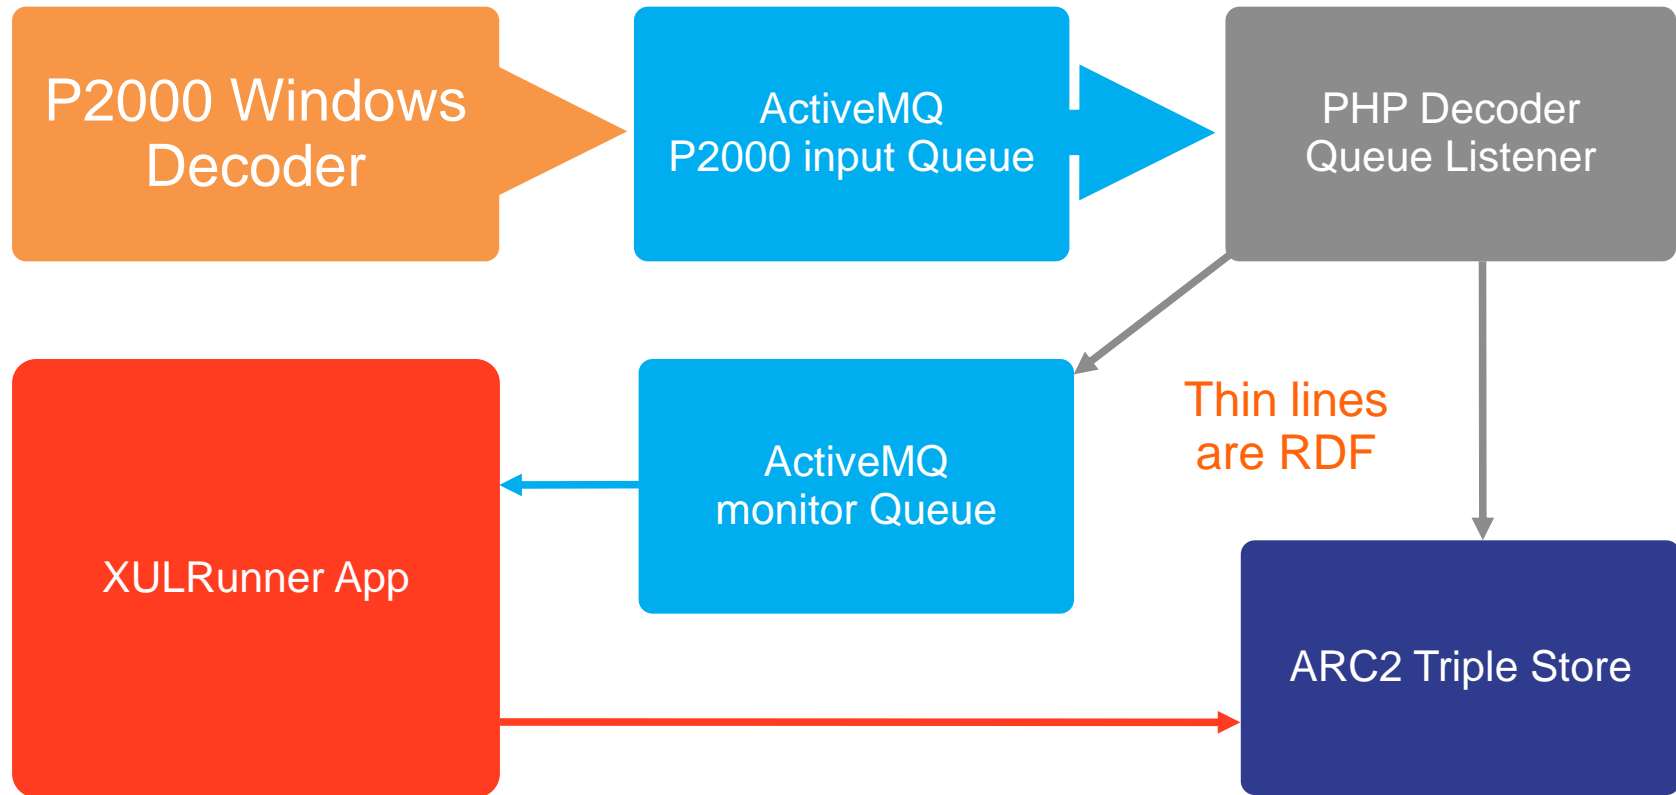 P2000 Windows
Decoder
ActiveMQ
P2000 input Queue
PHP Decoder
Queue Listener
Thin lines
are RDF
ActiveMQ
monitor Queue
XULRunner App
ARC2 Triple Store